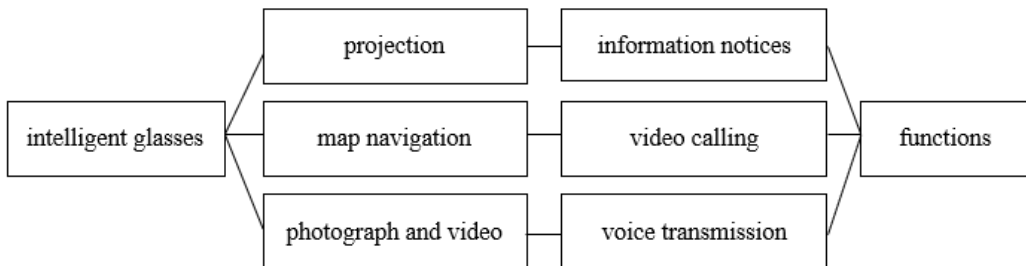 projection
information notices
intelligent glasses
map navigation
video calling
functions
photograph and video
voice transmission